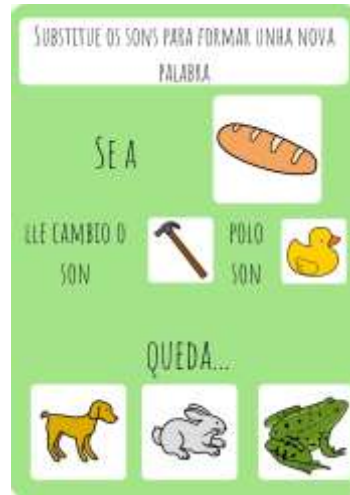 SUBSTITUE OS SONS PARA FORMAR UNHA NOVA
PALABRA
SE A
LLE CAMBIO O
SON
POLO
SON
QUEDA...